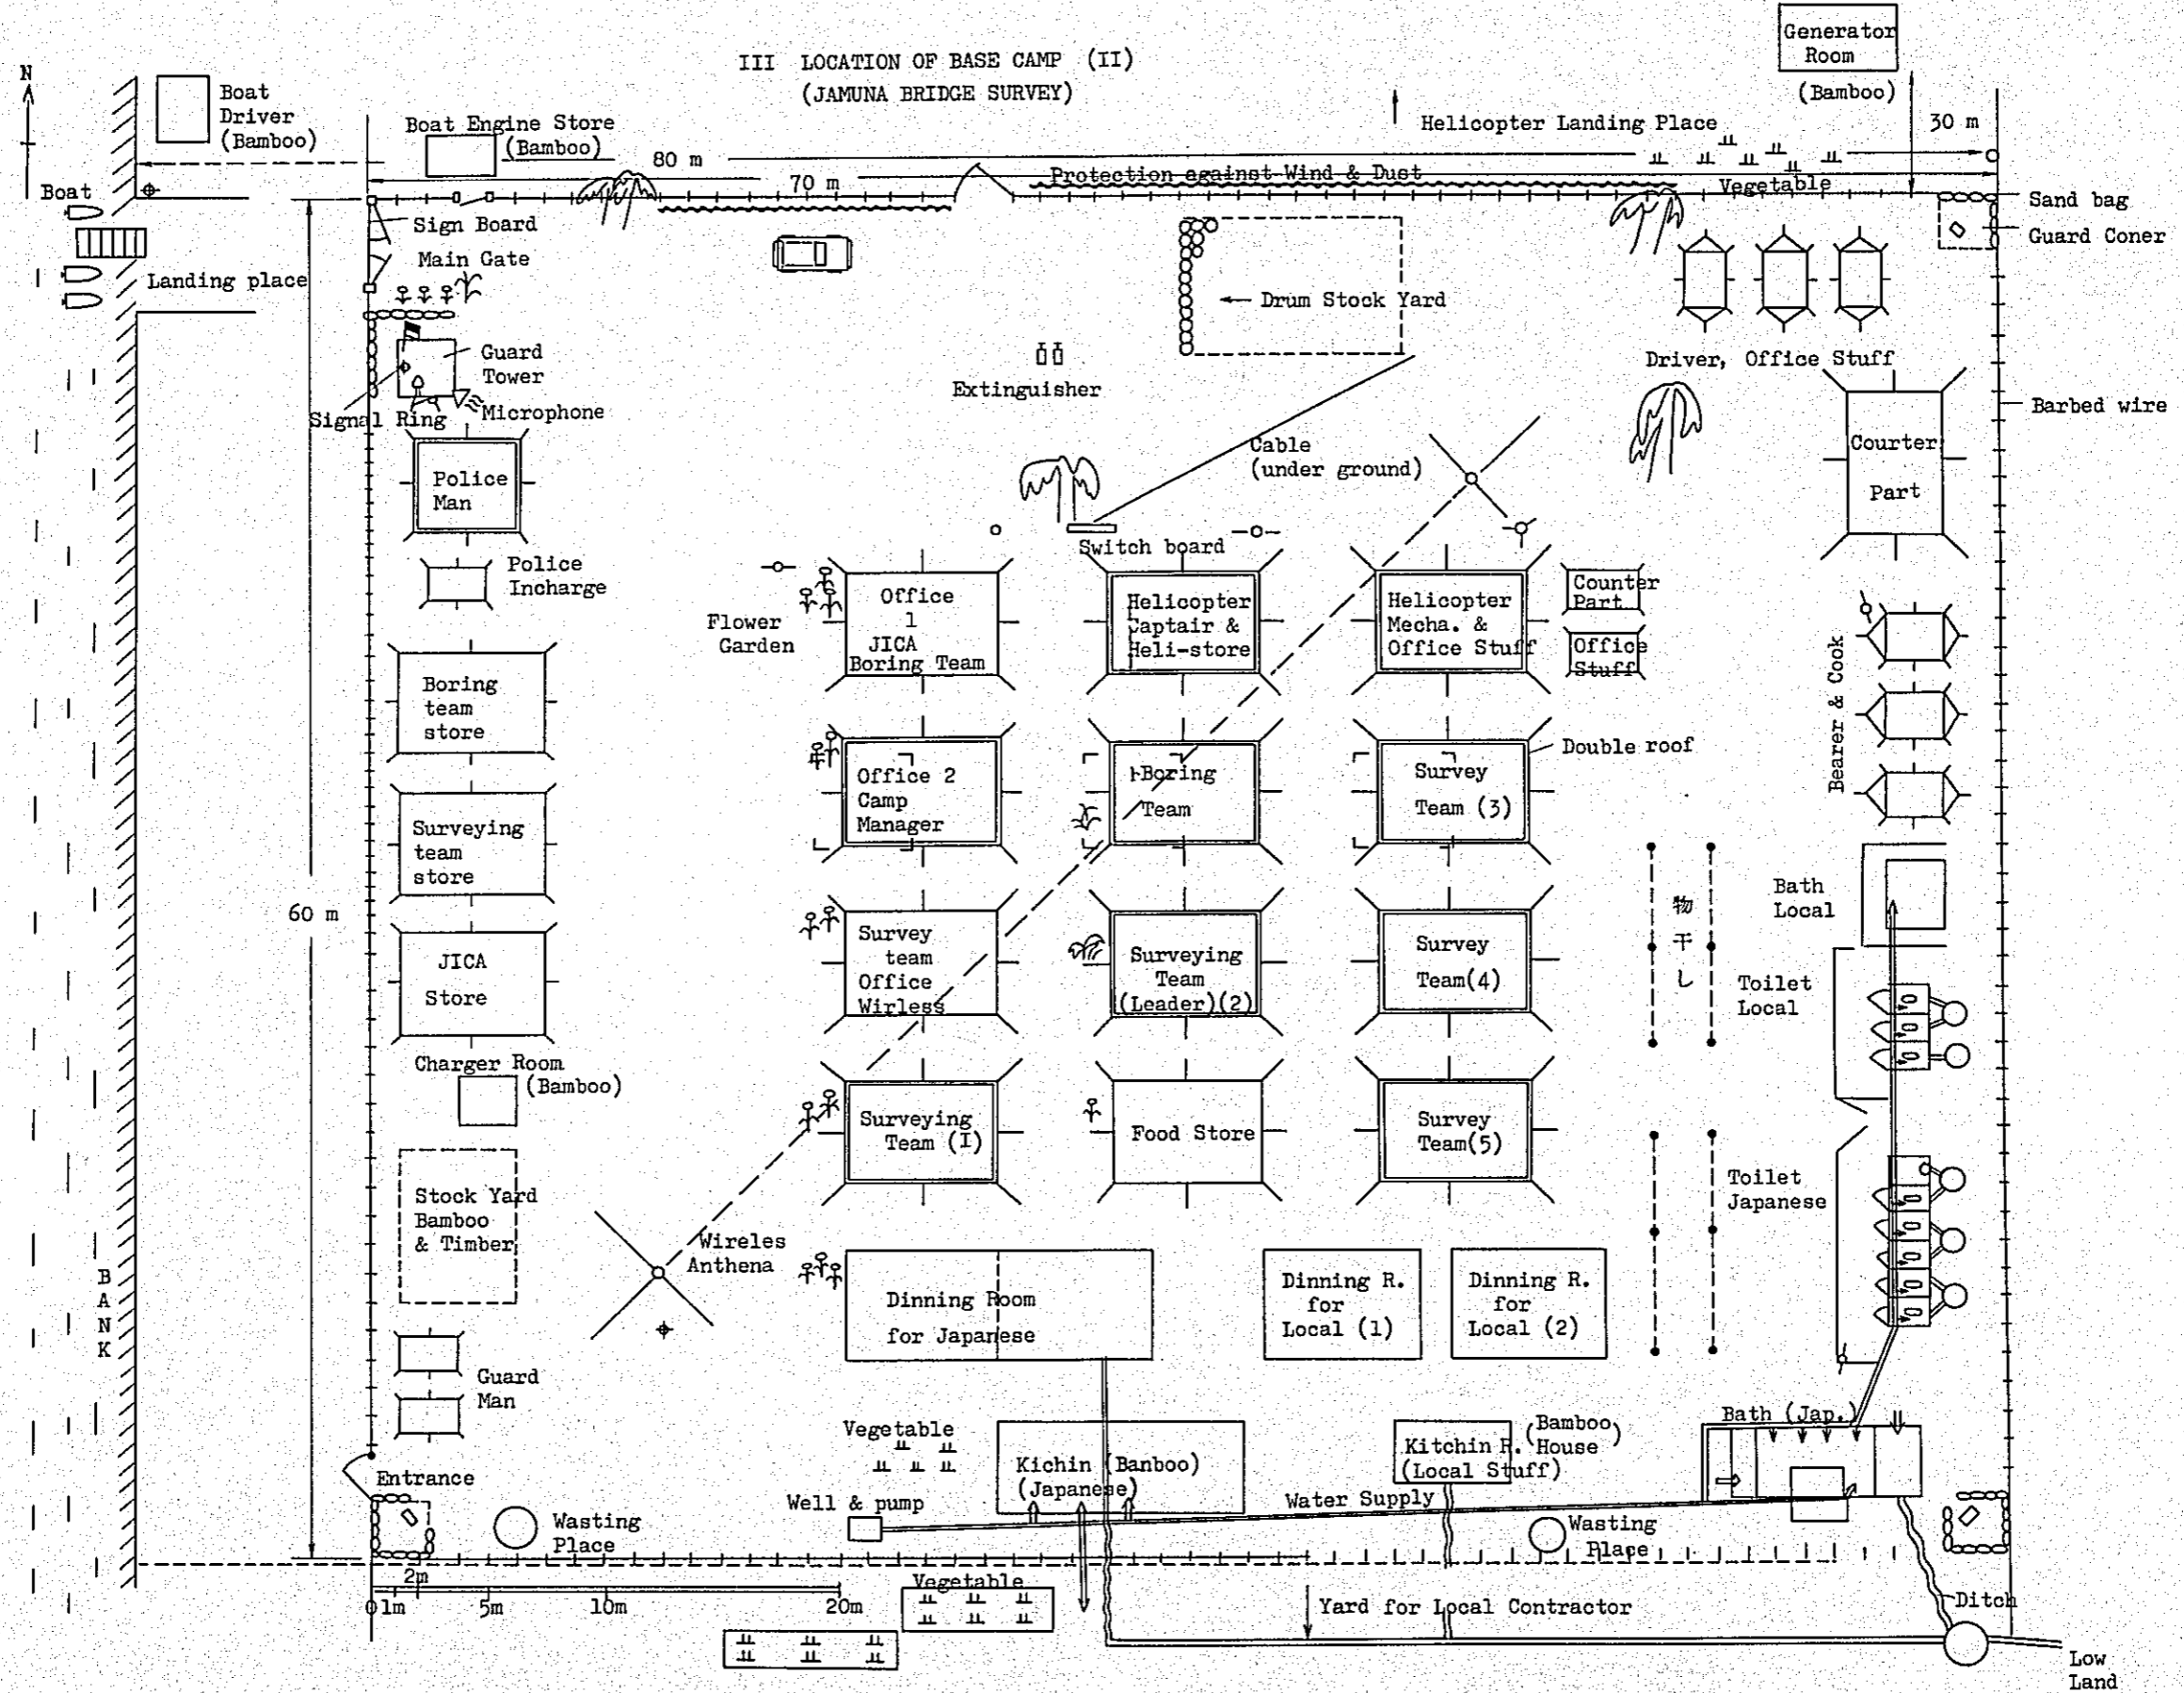 III LOCATION OF BASE CAMP (II)
(JAMUNA BRIDGE SURVEY)
Generator
Room
(Bamboo)
N
Boat
Driver
(Bamboo)
Boat Engine Store
(Bamboo)
80 m
70 m
Helicopter Landing Place
30 m
Protection against Wind & Dust
Vegetable
Boat
Landing place
Sign Board
Main Gate
Sand bag
Guard Coner
Drum Stock Yard
Guard
Tower
Signal Ring
Microphone
Extinguisher
Driver, Office Stuff
Barbed wire
Courter
Part
Cable
(under ground)
Police
Man
Switch board
Police
Incharge
Flower
Garden
Office
1
JICA
Boring Team
Helicopter
Captair &
Heli-store
Helicopter
Mecha. &
Office Stuff
Counter
Part
Office
Stuff
Bearer & Cook
Boring
team
store
Office 2
Camp
Manager
Boring
Team
Survey
Team (3)
Double roof
Surveying
team
store
60 m
Bath
Local
物干し
JICA
Store
Survey
team
Office
Wirless
Surveying
Team
(Leader)(2)
Survey
Team(4)
Toilet
Local
Charger Room
(Bamboo)
Surveying
Team (I)
Food Store
Survey
Team(5)
Toilet
Japanese
Stock Yard
Bamboo
& Timber
Wireles
Anthena
BANK
Dinning Room
for Japanese
Dinning R.
for
Local (1)
Dinning R.
for
Local (2)
Guard
Man
Vegetable
Kichin (Banboo)
(Japanese)
Kitchin R.
(Local Stuff)
(Bamboo
House)
Bath (Jap.)
Entrance
Well & pump
Water Supply
Wasting
Place
Wasting
Place
2m
0 1m
5m
10m
20m
Vegetable
Yard for Local Contractor
Ditch
Low
Land